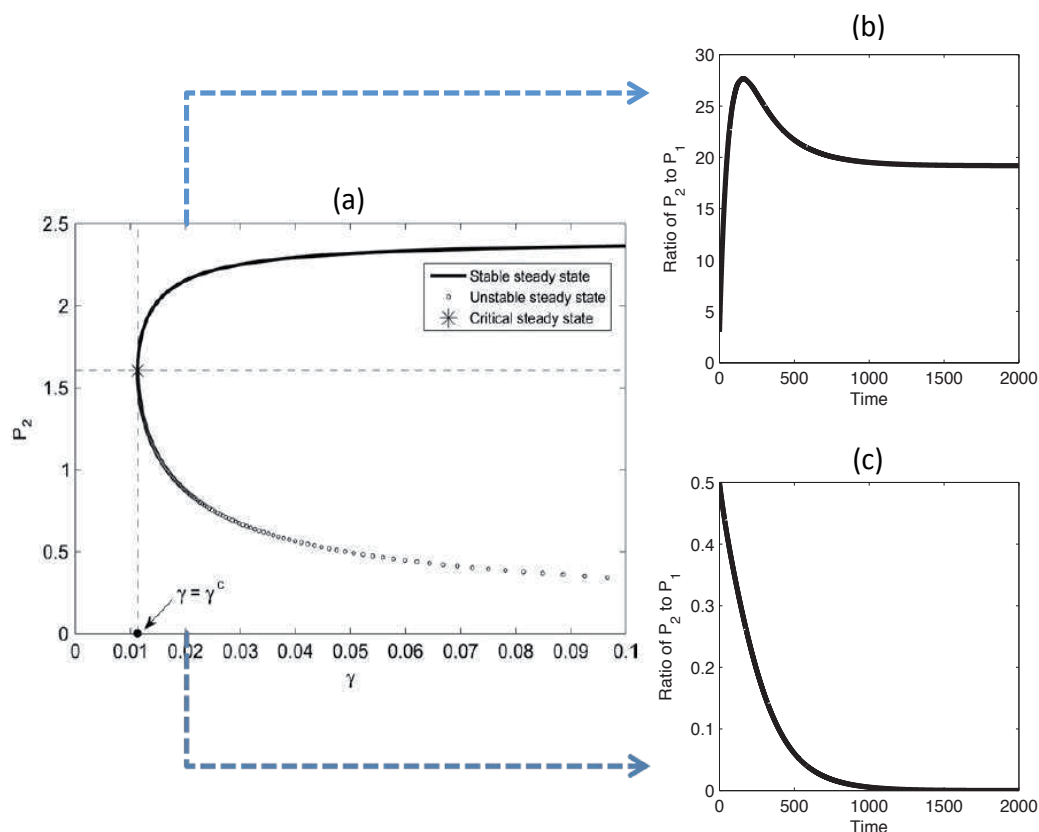 (b)
30
25
20
15
10
5
0
Ratio of P2 to P1
0 500 1000 1500 2000
Time
(a)
2.5
2
1.5
1
0.5
0
P2
Stable steady state
Unstable steady state
Critical steady state
γ = γc
0 0.01 0.02 0.03 0.04 0.05 0.06 0.07 0.08 0.09 0.1
γ
(c)
0.5
0.4
0.3
0.2
0.1
0
Ratio of P2 to P1
0 500 1000 1500 2000
Time